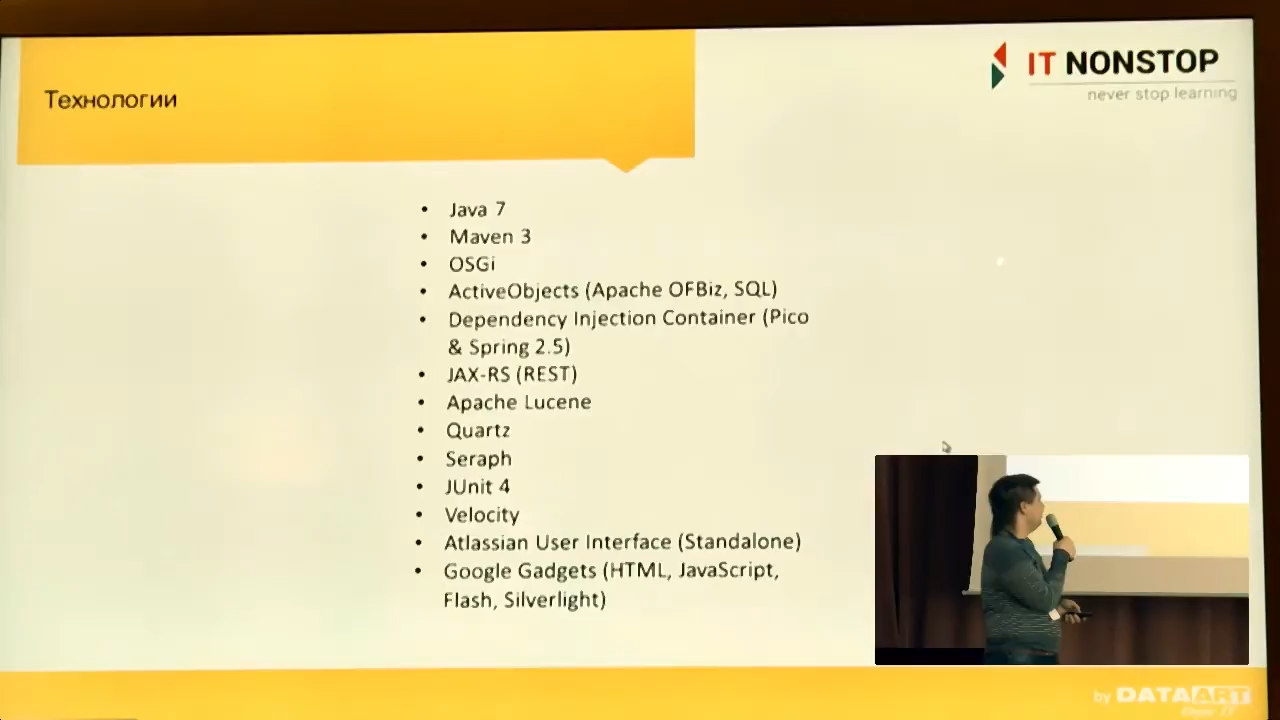 Технологии
IT NONSTOP
never stop learning
• Java 7
• Maven 3
• OSGi
• ActiveObjects (Apache OFBiz, SQL)
• Dependency Injection Container (Pico
& Spring 2.5)
• JAX-RS (REST)
• Apache Lucene
• Quartz
• Seraph
• JUnit 4
• Velocity
• Atlassian User Interface (Standalone)
• Google Gadgets (HTML, JavaScript,
Flash, Silverlight)
by DATAART